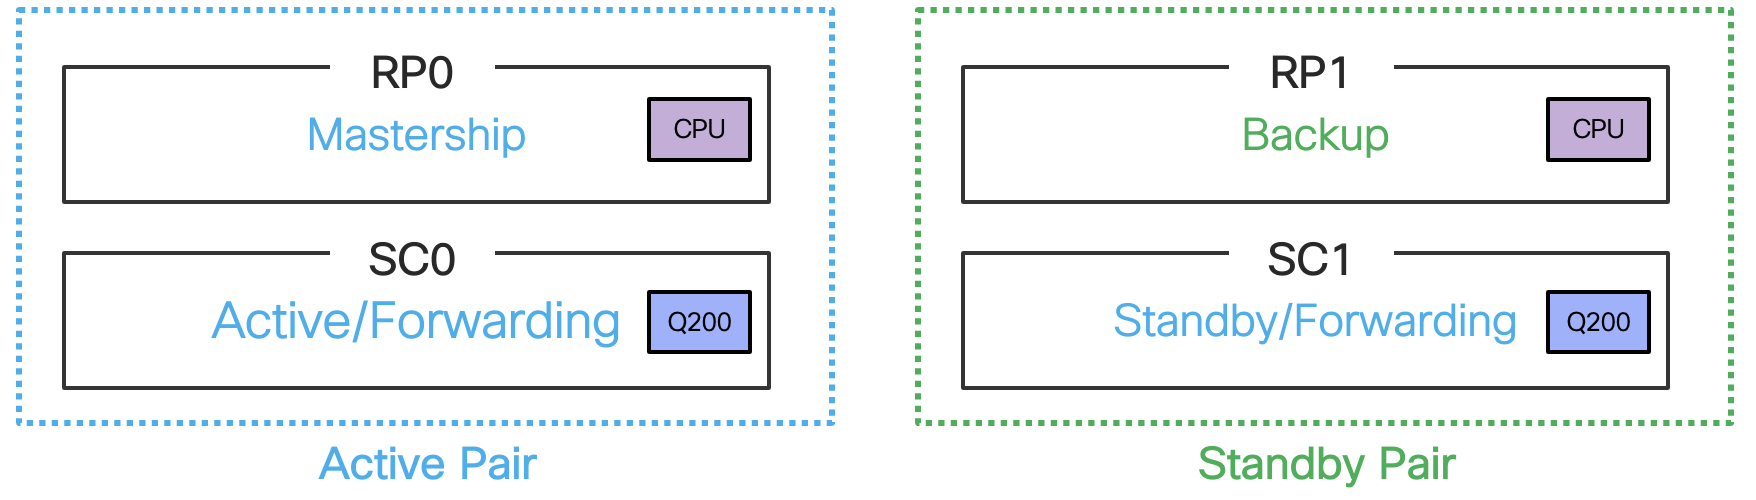 RP0
Mastership
CPU
SC0
Active/Forwarding
Q200
Active Pair
RP1
Backup
CPU
SC1
Standby/Forwarding
Q200
Standby Pair